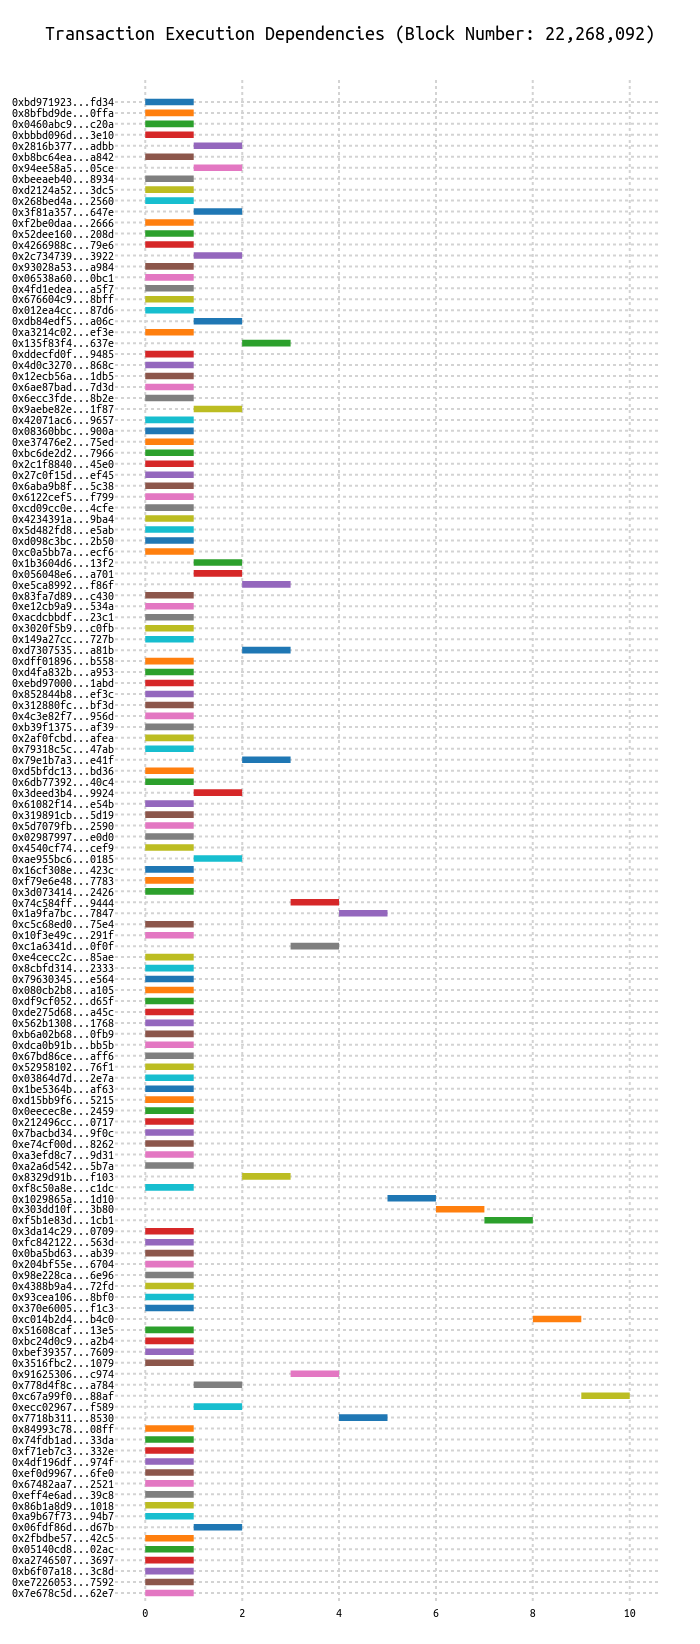 Transaction Execution Dependencies (Block Number: 22,268,092)
0xbd971923...fd34
0x8bfbd9de...0ffa
0x0460abc9...c20a
0xbbbd096d...3e10
0x2816b377...adbb
0xb8bc64ea...a842
0x94ee58a5...05ce
0xbeeaeb40...8934
0xd2124a52...3dc5
0x268bed4a...2560
0x3f81a357...647e
0xf2be0daa...2666
0x52dee160...208d
0x4266988c...79e6
0x2c734739...3922
0x93028a53...a984
0x06538a60...0bc1
0x4fd1edea...a5f7
0x676604c9...8bff
0x012ea4cc...87d6
0xdb84edf5...a06c
0xa3214c02...ef3e
0x135f83f4...637e
0xddecfd0f...9485
0x4d0c3270...868c
0x12ecb56a...1db5
0x6ae87bad...7d3d
0x6ecc3fde...8b2e
0x9aebe82e...1f87
0x42071ac6...9657
0x08360bbc...900a
0xe37476e2...75ed
0xbc6de2d2...7966
0x2c1f8840...45e0
0x27c0f15d...ef45
0x6aba9b8f...5c38
0x6122cef5...f799
0xcd09cc0e...4cfe
0x4234391a...9ba4
0x5d482fd8...e5ab
0xd098c3bc...2b50
0xc0a5bb7a...ecf6
0x1b3604d6...13f2
0x056048e6...a701
0xe5ca8992...f86f
0x83fa7d89...c430
0xe12cb9a9...534a
0xacdcbbdf...23c1
0x3020f5b9...c0fb
0x149a27cc...727b
0xd7307535...a81b
0xdff01896...b558
0xd4fa832b...a953
0xebd97000...1abd
0x852844b8...ef3c
0x312880fc...bf3d
0x4c3e82f7...956d
0xb39f1375...af39
0x2af0fcbd...afea
0x79318c5c...47ab
0x79e1b7a3...e41f
0xd5bfdc13...bd36
0x6db77392...40c4
0x3deed3b4...9924
0x61082f14...e54b
0x319891cb...5d19
0x5d7079fb...2590
0x02987997...e0d0
0x4540cf74...cef9
0xae955bc6...0185
0x16cf308e...423c
0xf79e6e48...7783
0x3d073414...2426
0x74c584ff...9444
0x1a9fa7bc...7847
0xc5c68ed0...75e4
0x10f3e49c...291f
0xc1a6341d...0f0f
0xe4cecc2c...85ae
0x8cbfd314...2333
0x79630345...e564
0x080cb2b8...a105
0xdf9cf052...d65f
0xde275d68...a45c
0x562b1308...1768
0xb6a02b68...0fb9
0xdca0b91b...bb5b
0x67bd86ce...aff6
0x52958102...76f1
0x03864d7d...2e7a
0x1be5364b...af63
0xd15bb9f6...5215
0x0eecec8e...2459
0x212496cc...0717
0x7bacbd34...9f0c
0xe74cf00d...8262
0xa3efd8c7...9d31
0xa2a6d542...5b7a
0x8329d91b...f103
0xf8c50a8e...c1dc
0x1029865a...1d10
0x303dd10f...3b80
0xf5b1e83d...1cb1
0x3da14c29...0709
0xfc842122...563d
0x0ba5bd63...ab39
0x204bf55e...6704
0x98e228ca...6e96
0x4388b9a4...72fd
0x93cea106...8bf0
0x370e6005...f1c3
0xc014b2d4...b4c0
0x51608caf...13e5
0xbc24d0c9...a2b4
0xbef39357...7609
0x3516fbc2...1079
0x91625306...c974
0x778d4f8c...a784
0xc67a99f0...88af
0xecc02967...f589
0x7718b311...8530
0x84993c78...08ff
0x74fdb1ad...33da
0xf71eb7c3...332e
0x4df196df...974f
0xef0d9967...6fe0
0x67482aa7...2521
0xeff4e6ad...39c8
0x86b1a8d9...1018
0xa9b67f73...94b7
0x06fdf86d...d67b
0x2fbdbe57...42c5
0x05140cd8...02ac
0xa2746507...3697
0xb6f07a18...3c8d
0xe7226053...7592
0x7e678c5d...62e7
0 2 4 6 8 10